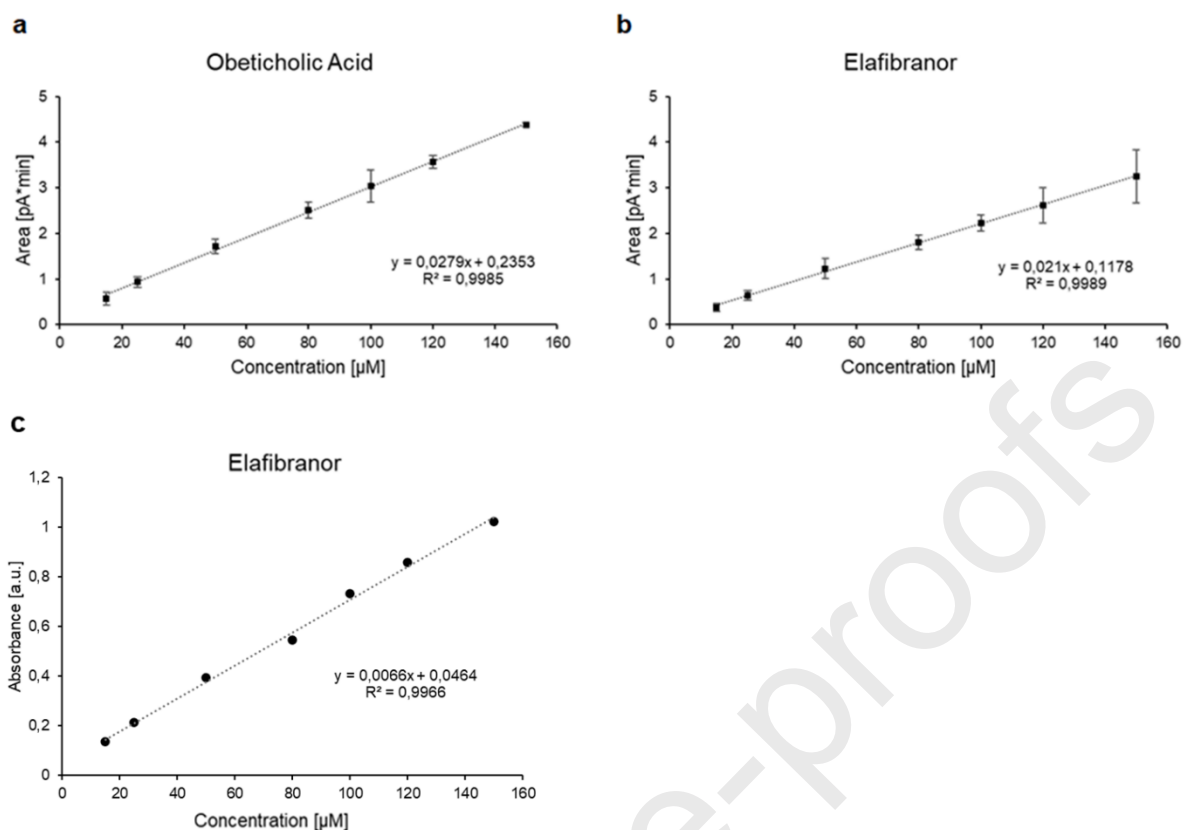 a
Obeticholic Acid
5
4
3
2
1
0
Area [pA*min]
y = 0,0279x + 0,2353
R² = 0,9985
0 20 40 60 80 100 120 140 160
Concentration [µM]
b
Elafibranor
5
4
3
2
1
0
Area [pA*min]
y = 0,021x + 0,1178
R² = 0,9989
0 20 40 60 80 100 120 140 160
Concentration [µM]
c
Elafibranor
1,2
1
0,8
0,6
0,4
0,2
0
Absorbance [a.u.]
y = 0,0066x + 0,0464
R² = 0,9966
0 20 40 60 80 100 120 140 160
Concentration [µM]
e-proofs